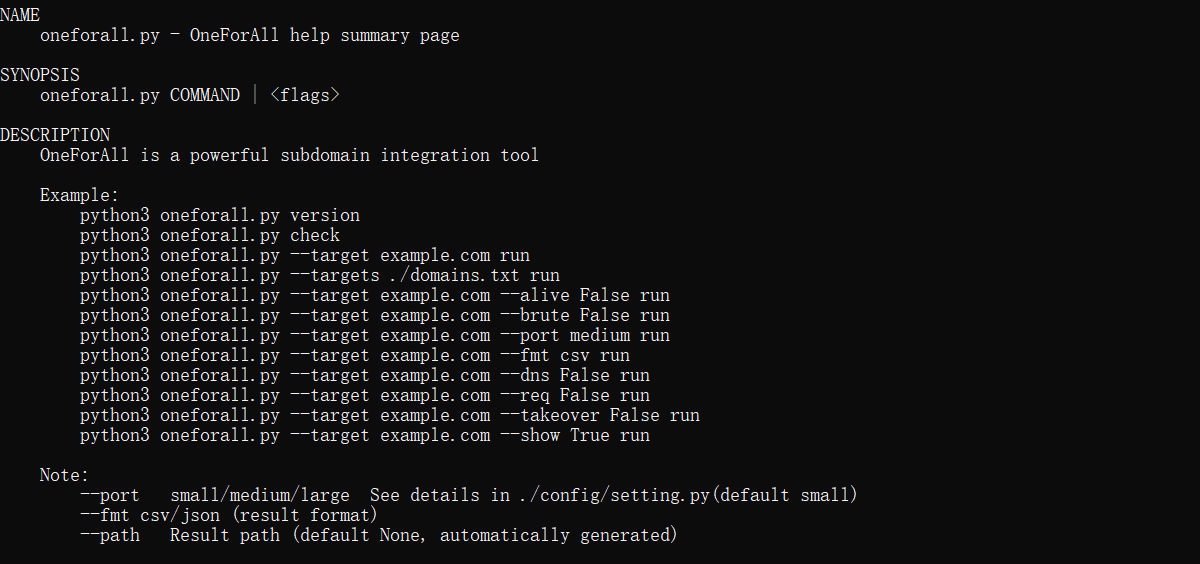 NAME
oneforall.py - OneForAll help summary page
SYNOPSIS
oneforall.py COMMAND | <flags>
DESCRIPTION
OneForAll is a powerful subdomain integration tool
Example:
python3 oneforall.py version
python3 oneforall.py check
python3 oneforall.py --target example.com run
python3 oneforall.py --targets ./domains.txt run
python3 oneforall.py --target example.com --alive False run
python3 oneforall.py --target example.com --brute False run
python3 oneforall.py --target example.com --port medium run
python3 oneforall.py --target example.com --fmt csv run
python3 oneforall.py --target example.com --dns False run
python3 oneforall.py --target example.com --req False run
python3 oneforall.py --target example.com --takeover False run
python3 oneforall.py --target example.com --show True run
Note:
--port   small/medium/large  See details in ./config/setting.py(default small)
--fmt csv/json (result format)
--path   Result path (default None, automatically generated)